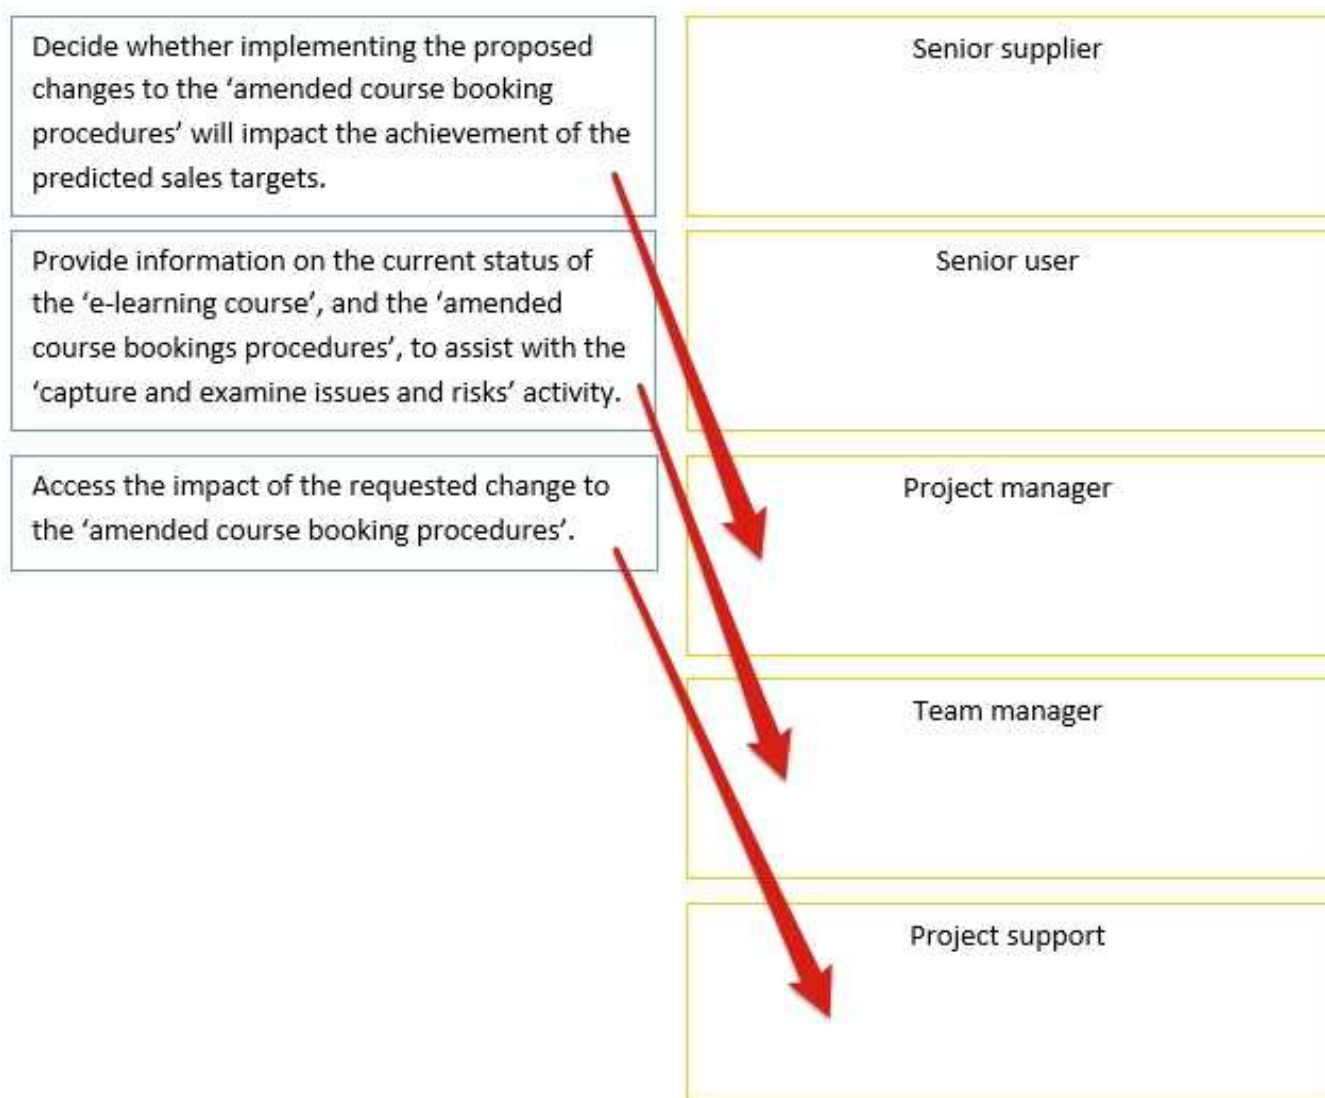 Decide whether implementing the proposed
changes to the ‘amended course booking
procedures’ will impact the achievement of the
predicted sales targets.
Provide information on the current status of
the ‘e-learning course’, and the ‘amended
course bookings procedures’, to assist with the
‘capture and examine issues and risks’ activity.
Access the impact of the requested change to
the ‘amended course booking procedures’.
Senior supplier
Senior user
Project manager
Team manager
Project support